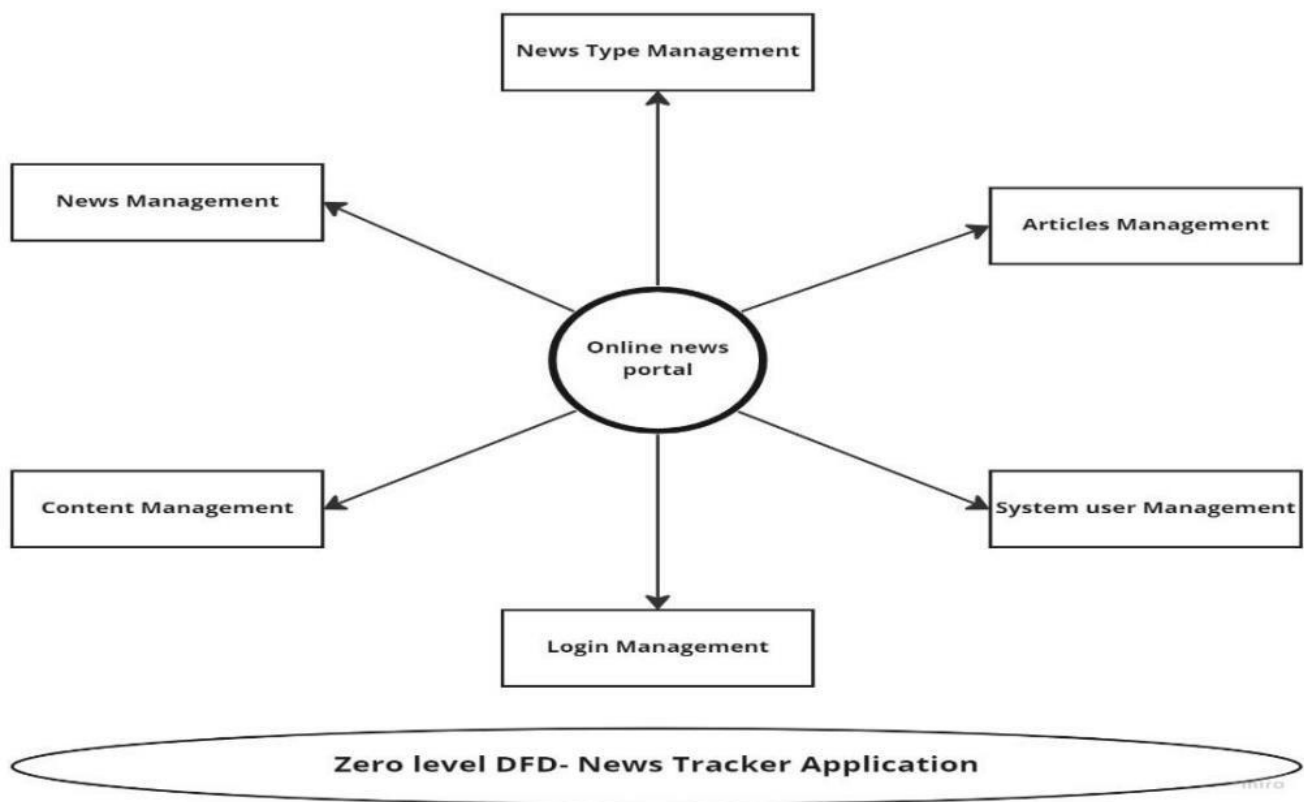 News Type Management
News Management
Articles Management
Online news
portal
Content Management
System user Management
Login Management
Zero level DFD- News Tracker Application
miro